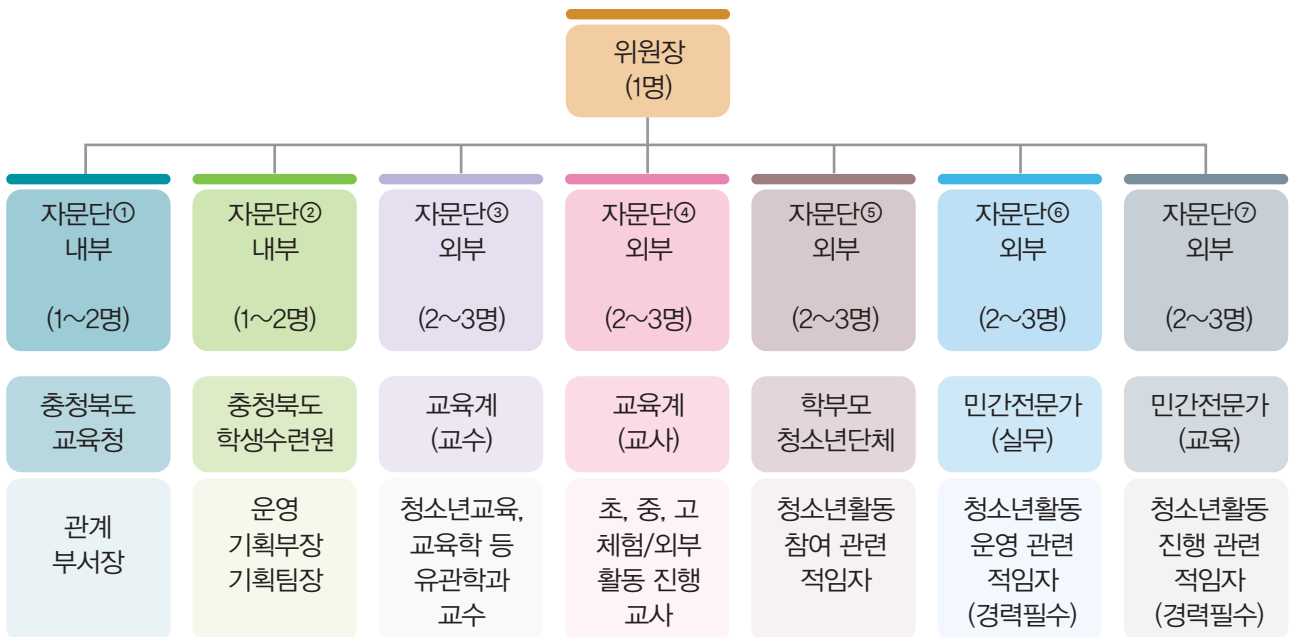 위원장
(1명)
자문단①
내부
(1～2명)
충청북도
교육청
관계
부서장
자문단②
내부
(1～2명)
충청북도
학생수련원
운영
기획부장
기획팀장
자문단③
외부
(2～3명)
교육계
(교수)
청소년교육,
교육학 등
유관학과
교수
자문단④
외부
(2～3명)
교육계
(교사)
초, 중, 고
체험/외부
활동 진행
교사
자문단⑤
외부
(2～3명)
학부모
청소년단체
청소년활동
참여 관련
적임자
자문단⑥
외부
(2～3명)
민간전문가
(실무)
청소년활동
운영 관련
적임자
(경력필수)
자문단⑦
외부
(2～3명)
민간전문가
(교육)
청소년활동
진행 관련
적임자
(경력필수)